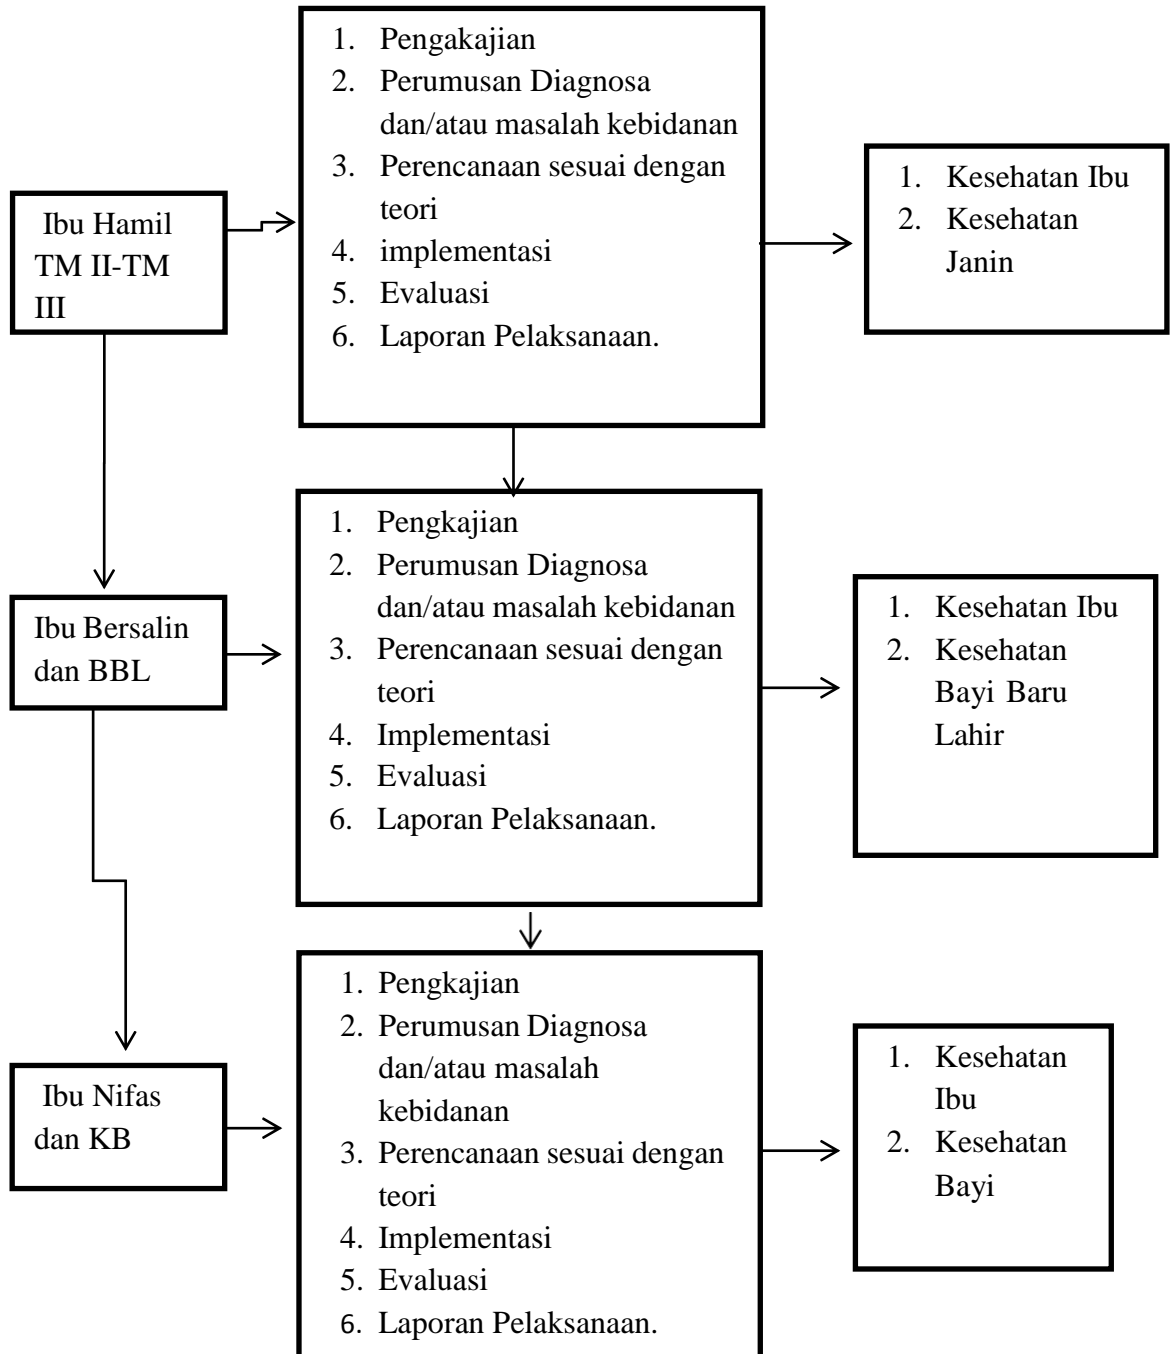 Ibu Hamil
TM II-TM
III
1. Pengakajian
2. Perumusan Diagnosa
dan/atau masalah kebidanan
3. Perencanaan sesuai dengan
teori
4. implementasi
5. Evaluasi
6. Laporan Pelaksanaan.
1. Kesehatan Ibu
2. Kesehatan
Janin
Ibu Bersalin
dan BBL
1. Pengkajian
2. Perumusan Diagnosa
dan/atau masalah kebidanan
3. Perencanaan sesuai dengan
teori
4. Implementasi
5. Evaluasi
6. Laporan Pelaksanaan.
1. Kesehatan Ibu
2. Kesehatan
Bayi Baru
Lahir
Ibu Nifas
dan KB
1. Pengkajian
2. Perumusan Diagnosa
dan/atau masalah
kebidanan
3. Perencanaan sesuai dengan
teori
4. Implementasi
5. Evaluasi
6. Laporan Pelaksanaan.
1. Kesehatan
Ibu
2. Kesehatan
Bayi